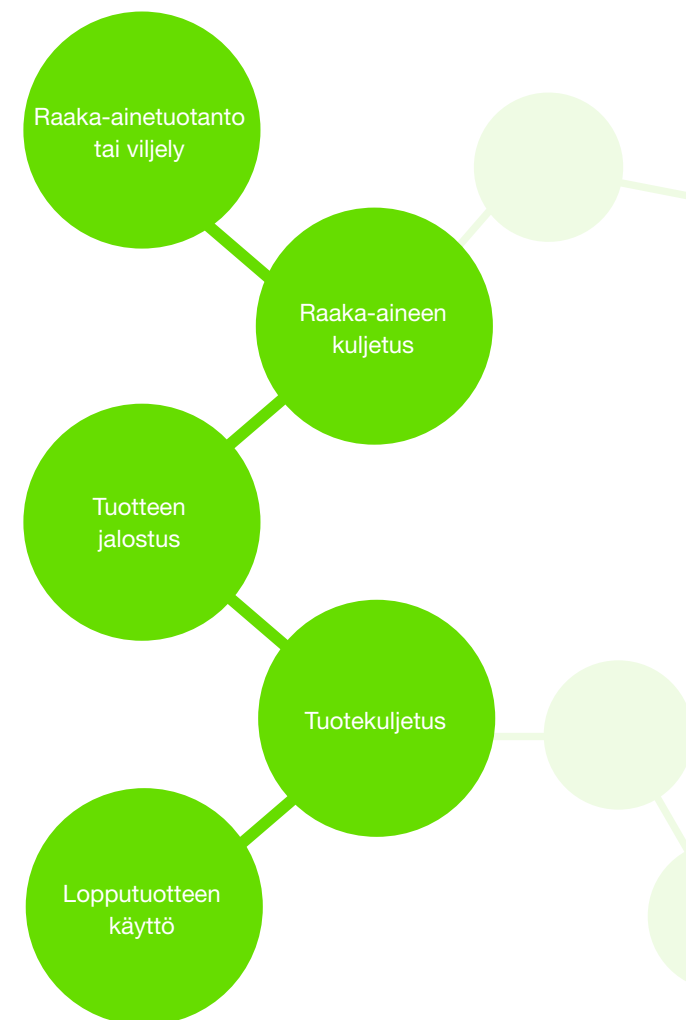 Raaka-ainetuotanto
tai viljely
Raaka-aineen
kuljetus
Tuotteen
jalostus
Tuotekuljetus
Lopputuotteen
käyttö